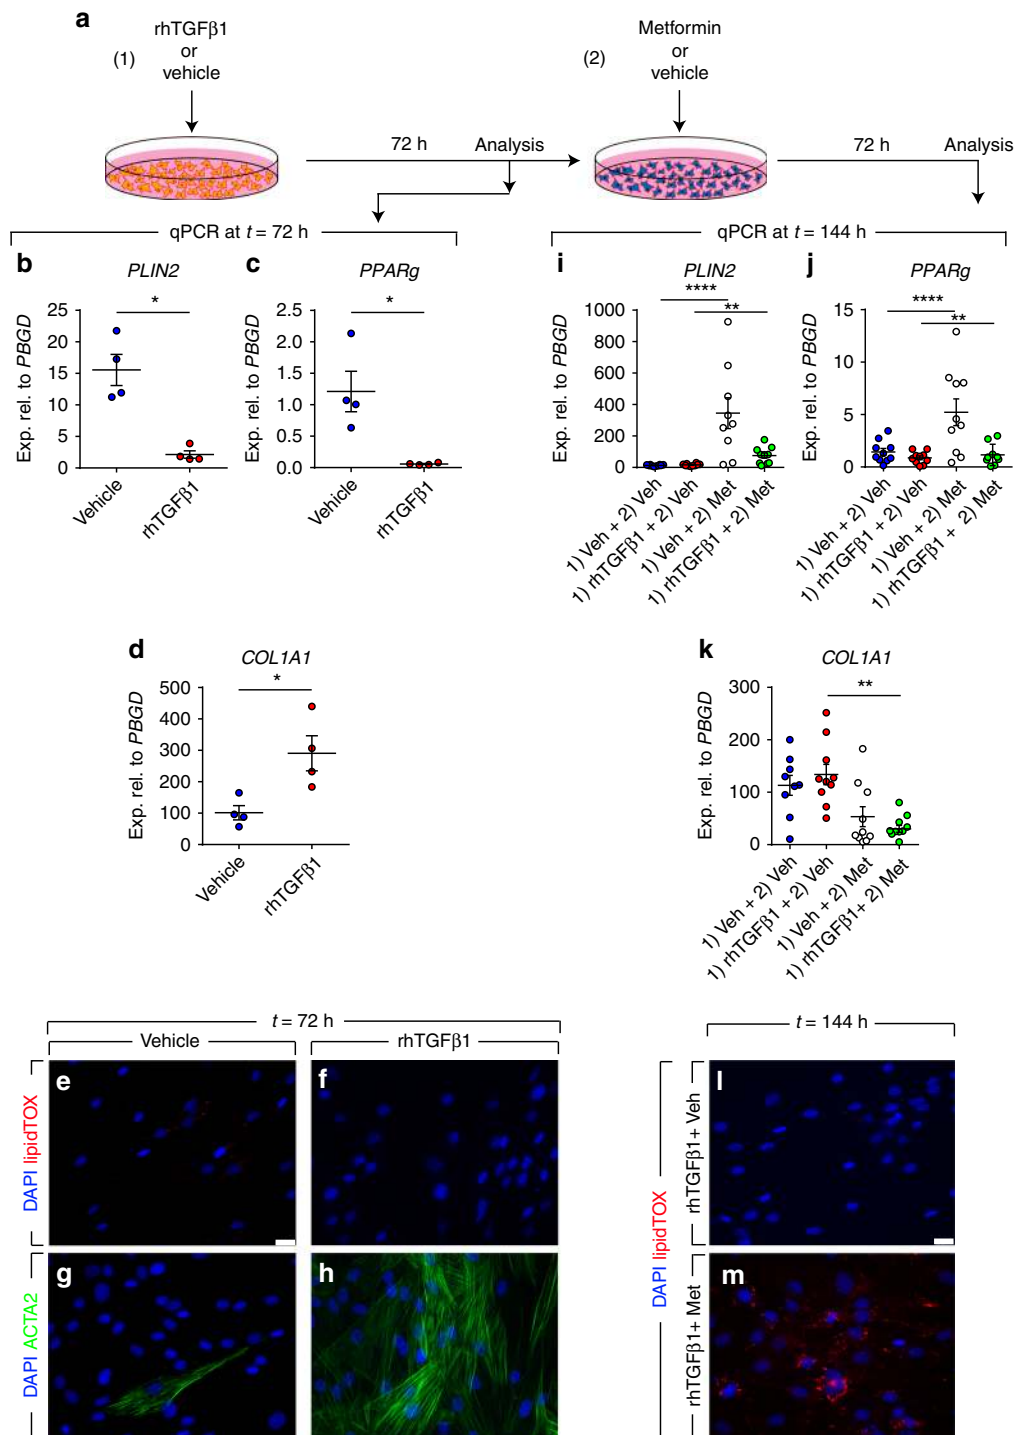 a
rhTGFβ1
or
vehicle
(1)
Metformin
or
vehicle
(2)
72 h
Analysis
72 h
Analysis
qPCR at t = 72 h
qPCR at t = 144 h
b
PLIN2
*
Exp. rel. to PBGD
25
20
15
10
5
0
Vehicle
rhTGFβ1
c
PPARg
*
Exp. rel. to PBGD
2.5
2.0
1.5
1.0
0.5
0.0
Vehicle
rhTGFβ1
i
PLIN2
****
**
Exp. rel. to PBGD
1000
800
600
400
200
0
1) Veh + 2) Veh
1) rhTGFβ1 + 2) Veh
1) Veh + 2) Met
1) rhTGFβ1 + 2) Met
j
PPARg
****
**
Exp. rel. to PBGD
15
10
5
0
1) Veh + 2) Veh
1) rhTGFβ1 + 2) Veh
1) Veh + 2) Met
1) rhTGFβ1 + 2) Met
d
COL1A1
*
Exp. rel. to PBGD
500
400
300
200
100
0
Vehicle
rhTGFβ1
k
COL1A1
**
Exp. rel. to PBGD
300
200
100
0
1) Veh + 2) Veh
1) rhTGFβ1 + 2) Veh
1) Veh + 2) Met
1) rhTGFβ1+ 2) Met
t = 72 h
Vehicle
rhTGFβ1
DAPI lipidTOX
e
f
DAPI ACTA2
g
h
t = 144 h
DAPI lipidTOX
rhTGFβ1+ Veh
l
rhTGFβ1+ Met
m